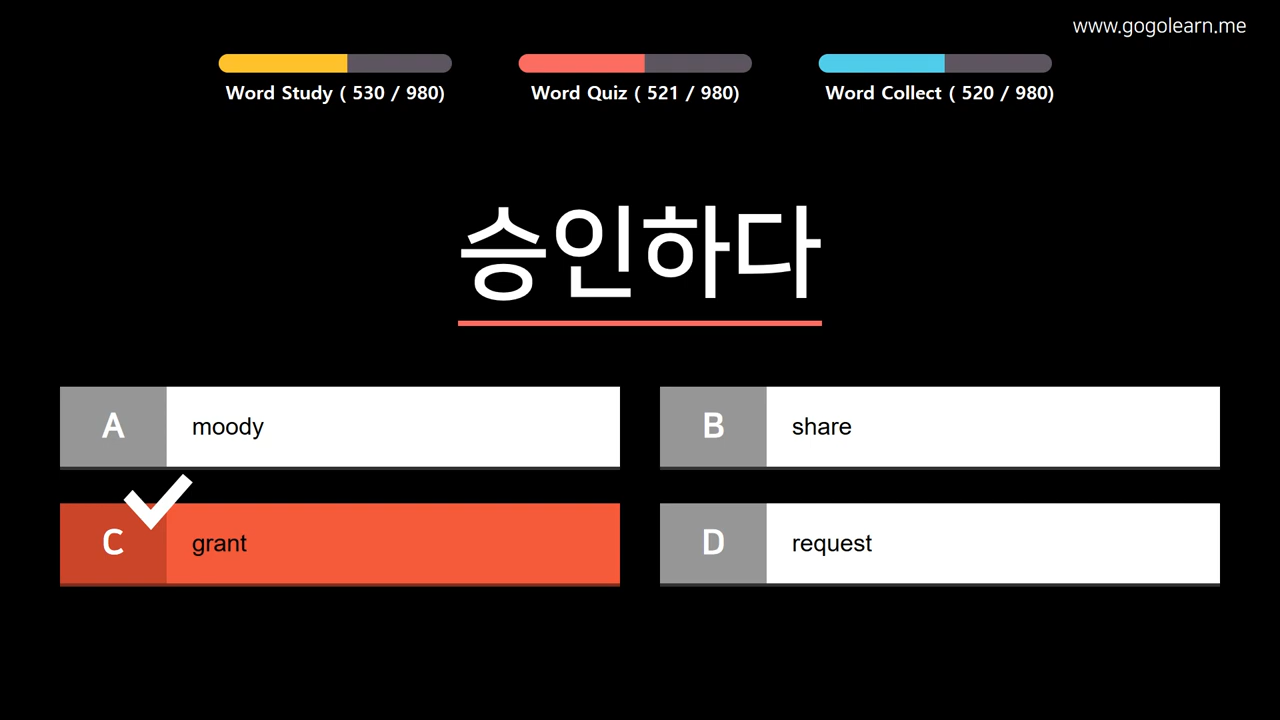 www.gogolearn.me
Word Study ( 530 / 980)
Word Quiz ( 521 / 980)
Word Collect ( 520 / 980)
승인하다
A moody
B share
C grant
D request